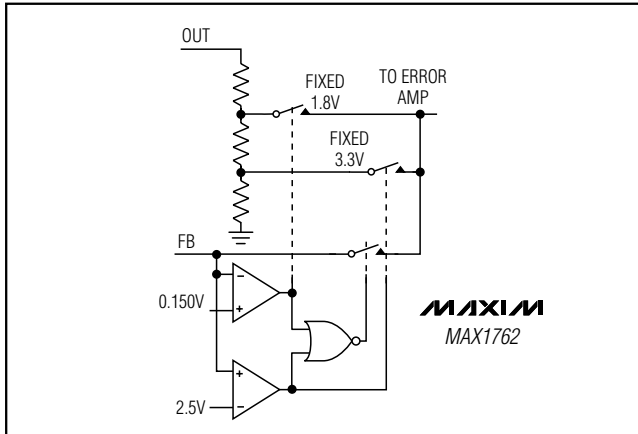 OUT
FIXED
1.8V
TO ERROR
AMP
FIXED
3.3V
FB
−
+
0.150V
+
−
2.5V
MAXIM
MAX1762